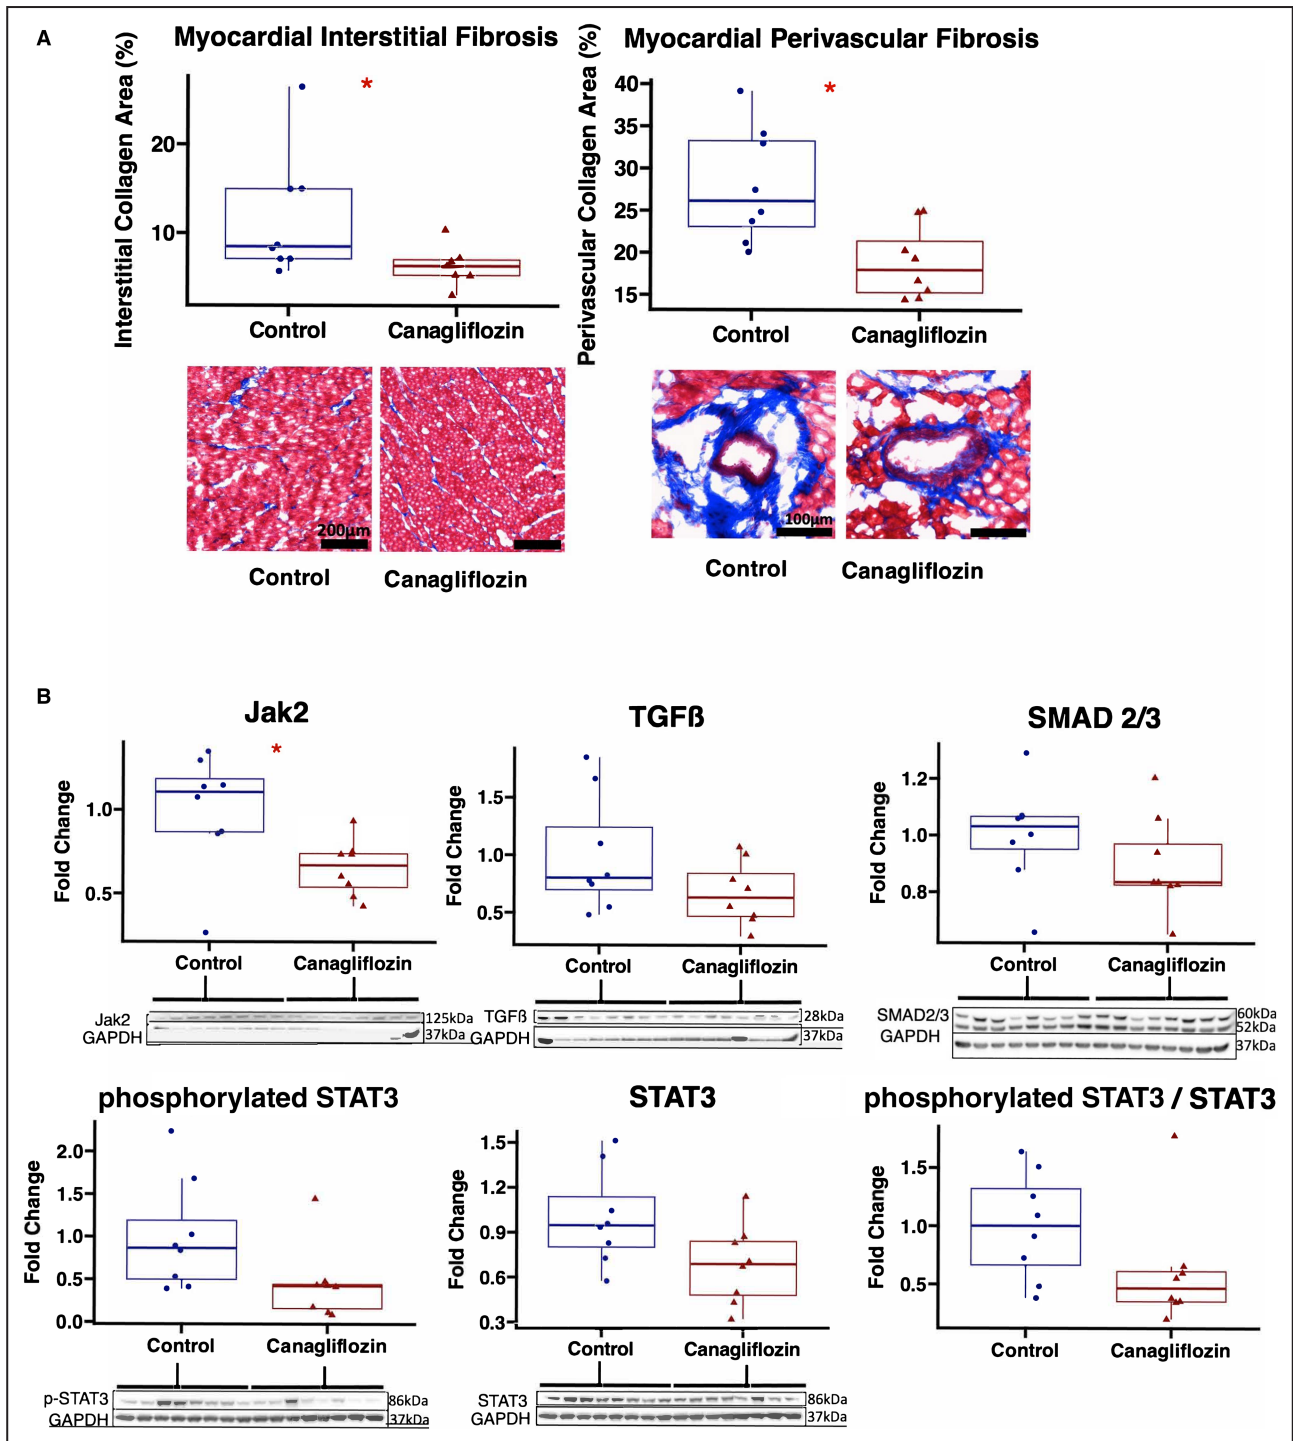 A
Myocardial Interstitial Fibrosis
Myocardial Perivascular Fibrosis
Interstitial Collagen Area (%)
20
10
*
Control
Canagliflozin
Perivascular Collagen Area (%)
40
35
30
25
20
15
*
Control
Canagliflozin
200µm
100µm
Control
Canagliflozin
Control
Canagliflozin
B
Jak2
TGFß
SMAD 2/3
Fold Change
1.0
0.5
*
Control
Canagliflozin
Fold Change
1.5
1.0
0.5
Control
Canagliflozin
Fold Change
1.2
1.0
0.8
Control
Canagliflozin
Jak2
125kDa
GAPDH
37kDa
TGFß
28kDa
GAPDH
37kDa
SMAD2/3
60kDa
52kDa
GAPDH
37kDa
phosphorylated STAT3
STAT3
phosphorylated STAT3 / STAT3
Fold Change
2.0
1.5
1.0
0.5
0.0
Control
Canagliflozin
Fold Change
1.5
1.2
0.9
0.6
0.3
Control
Canagliflozin
Fold Change
1.5
1.0
0.5
Control
Canagliflozin
p-STAT3
86kDa
GAPDH
37kDa
STAT3
86kDa
GAPDH
37kDa